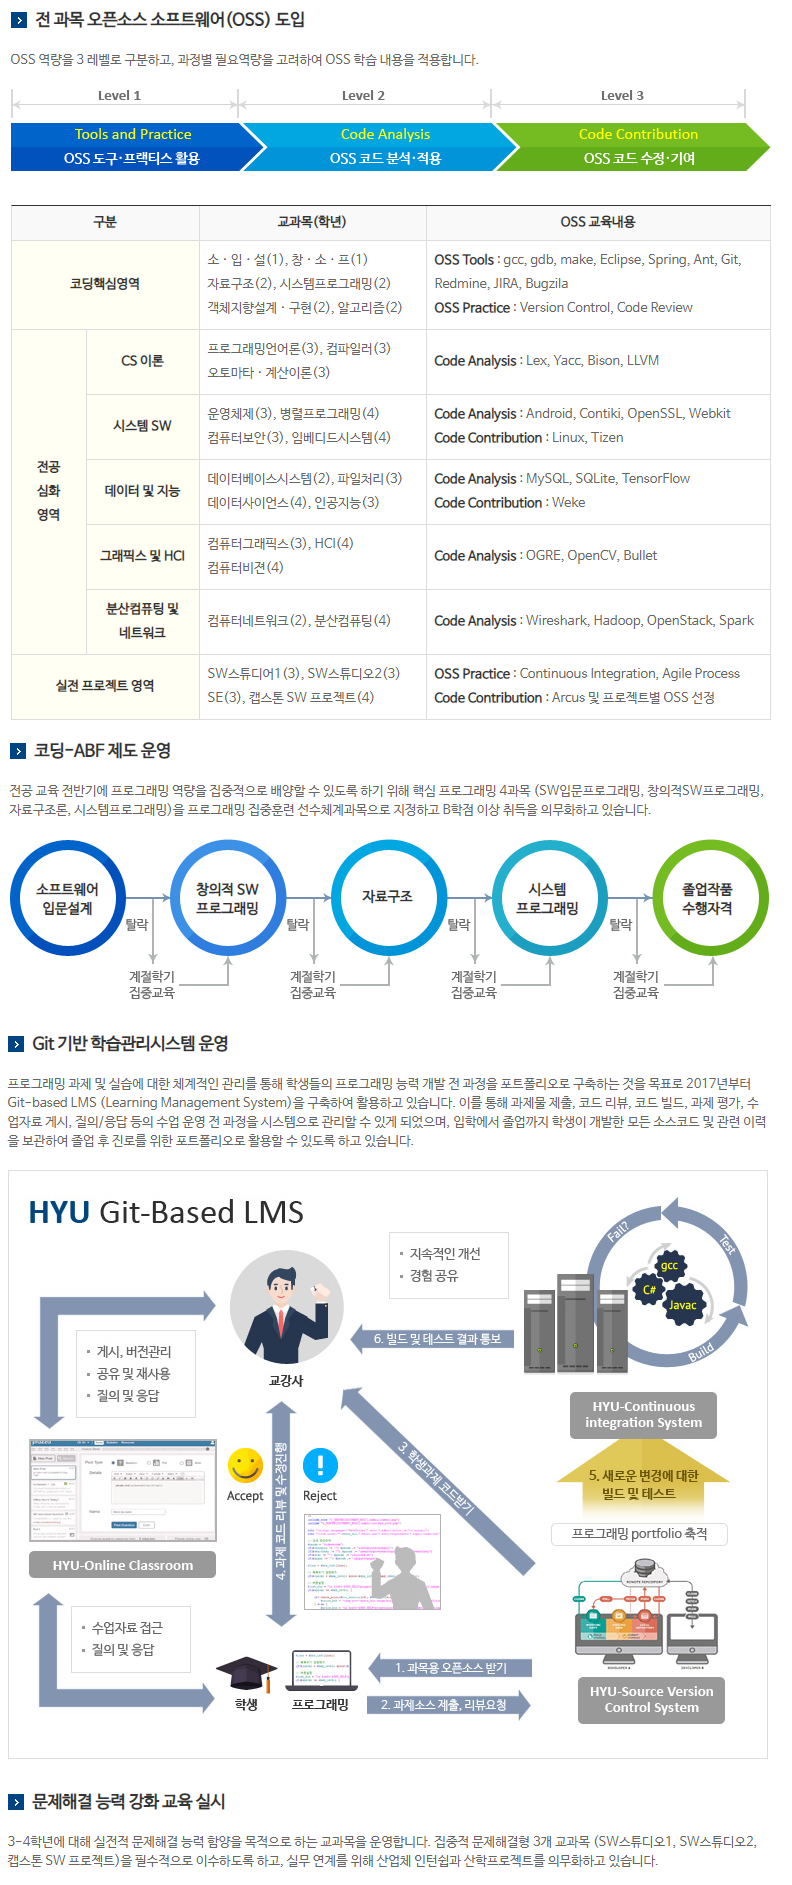 전 과목 오픈소스 소프트웨어(OSS) 도입
OSS 역량을 3 레벨로 구분하고, 과정별 필요역량을 고려하여 OSS 학습 내용을 적용합니다.
Level 1
Level 2
Level 3
Tools and Practice
OSS 도구·프랙티스 활용
Code Analysis
OSS 코드 분석·적용
Code Contribution
OSS 코드 수정·기여
구분
교과목(학년)
OSS 교육내용
코딩핵심영역
소 · 입 · 설(1), 창 · 소 · 프(1)
자료구조(2), 시스템프로그래밍(2)
객체지향설계 · 구현(2), 알고리즘(2)
OSS Tools : gcc, gdb, make, Eclipse, Spring, Ant, Git,
Redmine, JIRA, Bugzila
OSS Practice : Version Control, Code Review
전공
심화
영역
CS 이론
프로그래밍언어론(3), 컴파일러(3)
오토마타 · 계산이론(3)
Code Analysis : Lex, Yacc, Bison, LLVM
시스템 SW
운영체제(3), 병렬프로그래밍(4)
컴퓨터보안(3), 임베디드시스템(4)
Code Analysis : Android, Contiki, OpenSSL, Webkit
Code Contribution : Linux, Tizen
데이터 및 지능
데이터베이스시스템(2), 파일처리(3)
데이터사이언스(4), 인공지능(3)
Code Analysis : MySQL, SQLite, TensorFlow
Code Contribution : Weke
그래픽스 및 HCI
컴퓨터그래픽스(3), HCI(4)
컴퓨터비젼(4)
Code Analysis : OGRE, OpenCV, Bullet
분산컴퓨팅 및
네트워크
컴퓨터네트워크(2), 분산컴퓨팅(4)
Code Analysis : Wireshark, Hadoop, OpenStack, Spark
실전 프로젝트 영역
SW스튜디어1(3), SW스튜디오2(3)
SE(3), 캡스톤 SW 프로젝트(4)
OSS Practice : Continuous Integration, Agile Process
Code Contribution : Arcus 및 프로젝트별 OSS 선정
코딩-ABF 제도 운영
전공 교육 전반기에 프로그래밍 역량을 집중적으로 배양할 수 있도록 하기 위해 핵심 프로그래밍 4과목 (SW입문프로그래밍, 창의적SW프로그래밍,
자료구조론, 시스템프로그래밍)을 프로그래밍 집중훈련 선수체계과목으로 지정하고 B학점 이상 취득을 의무화하고 있습니다.
소프트웨어
입문설계
창의적 SW
프로그래밍
자료구조
시스템
프로그래밍
졸업작품
수행자격
탈락
탈락
탈락
탈락
계절학기
집중교육
계절학기
집중교육
계절학기
집중교육
계절학기
집중교육
Git 기반 학습관리시스템 운영
프로그래밍 과제 및 실습에 대한 체계적인 관리를 통해 학생들의 프로그래밍 능력 개발 전 과정을 포트폴리오로 구축하는 것을 목표로 2017년부터
Git-based LMS (Learning Management System)을 구축하여 활용하고 있습니다. 이를 통해 과제물 제출, 코드 리뷰, 코드 빌드, 과제 평가, 수
업자료 게시, 질의/응답 등의 수업 운영 전 과정을 시스템으로 관리할 수 있게 되었으며, 입학에서 졸업까지 학생이 개발한 모든 소스코드 및 관련 이력
을 보관하여 졸업 후 진로를 위한 포트폴리오로 활용할 수 있도록 하고 있습니다.
HYU Git-Based LMS
· 지속적인 개선
· 경험 공유
Fail?
Test
Build
gcc
C#
Javac
6. 빌드 및 테스트 결과 통보
· 게시, 버전관리
· 공유 및 재사용
· 질의 및 응답
교강사
HYU-Continuous
integration System
3. 학생과제 코드받기
4. 과제 코드 리뷰 및 수정진행
Accept
Reject
5. 새로운 변경에 대한
빌드 및 테스트
프로그래밍 portfolio 축적
HYU-Online Classroom
· 수업자료 접근
· 질의 및 응답
학생
프로그래밍
1. 과목용 오픈소스 받기
2. 과제소스 제출, 리뷰요청
HYU-Source Version
Control System
문제해결 능력 강화 교육 실시
3-4학년에 대해 실전적 문제해결 능력 함양을 목적으로 하는 교과목을 운영합니다. 집중적 문제해결형 3개 교과목 (SW스튜디오1, SW스튜디오2,
캡스톤 SW 프로젝트)을 필수적으로 이수하도록 하고, 실무 연계를 위해 산업체 인턴쉽과 산학프로젝트를 의무화하고 있습니다.